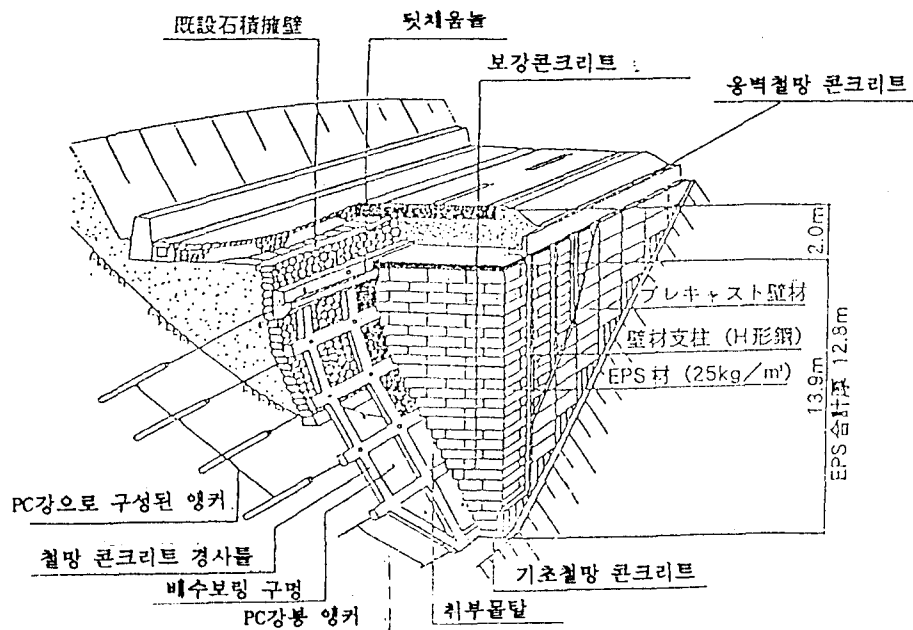 既設石積擁壁
뒷채움돌
보강콘크리트
옹벽철망 콘크리트
2.0m
プレキャスト壁材
壁材支柱 (H形鋼)
EPS材 (25kg/㎥)
13.9m
EPS合計厚 12.8m
PC강으로 구성된 앵커
철망 콘크리트 경사틀
배수보링 구멍
PC강봉 앵커
취부몰탈
기초철망 콘크리트